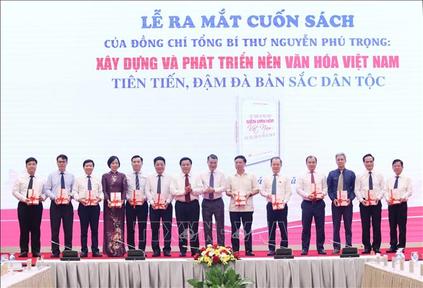 LỄ RA MẮT CUỐN SÁCH
CỦA ĐỒNG CHÍ TỔNG BÍ THƯ NGUYỄN PHÚ TRỌNG:
XÂY DỰNG VÀ PHÁT TRIỂN NỀN VĂN HÓA VIỆT NAM
TIÊN TIẾN, ĐẬM ĐÀ BẢN SẮC DÂN TỘC